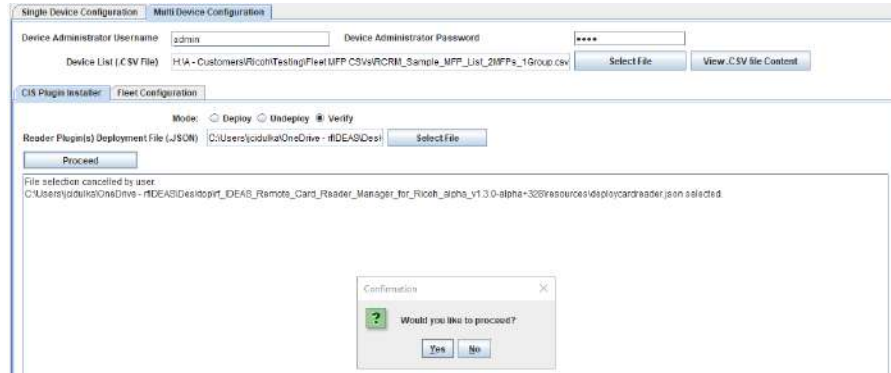 Single Device Configuration Multi Device Configuration
Device Administrator Username admin Device Administrator Password ••••
Device List (.CSV File) H:\A - Customers\Ricoh\Testing\Fleet MFP CSVs\RCRM_Sample_MFP_List_2MFPs_1Group.csv Select File View .CSV file Content
CIS Plugin Installer Fleet Configuration
Mode: Deploy Undeploy Verify
Reader Plugin(s) Deployment File (.JSON) C:\Users\jcidulka\OneDrive - rfIDEAS\Desk Select File
Proceed
File selection cancelled by user.
C:\Users\jcidulka\OneDrive - rfIDEAS\Desktop\rf_IDEAS_Remote_Card_Reader_Manager_for_Ricoh_alpha_v1.3.0-alpha+328\resources\deploycardreader.json selected.
Confirmation
? Would you like to proceed?
Yes No